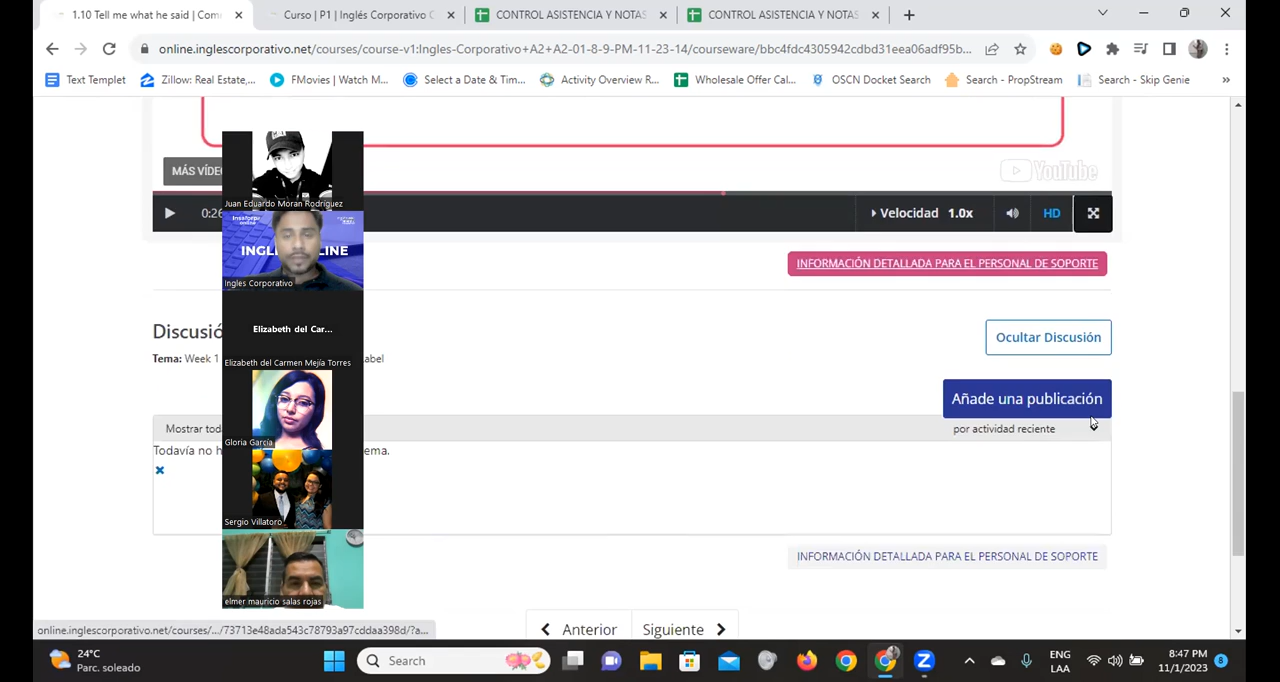 1.10 Tell me what he said | Com
Curso | P1 | Inglés Corporativo C
CONTROL ASISTENCIA Y NOTAS
CONTROL ASISTENCIA Y NOTAS
online.inglescorporativo.net/courses/course-v1:Ingles-Corporativo+A2+A2-01-8-9-PM-11-23-14/courseware/bbc4fdc4305942cdbd31eea06adf95b...
Text Templet
Zillow: Real Estate,...
FMovies | Watch M...
Select a Date & Tim...
Activity Overview R...
Wholesale Offer Cal...
OSCN Docket Search
Search - PropStream
Search - Skip Genie
»
MÁS VÍDE
YouTube
Juan Eduardo Moran Rodriguez
0:26
Velocidad 1.0x
HD
INGL
LINE
Ingles Corporativo
INFORMACIÓN DETALLADA PARA EL PERSONAL DE SOPORTE
Elizabeth del Car...
Discusió
Ocultar Discusión
Tema: Week 1
abel
Elizabeth del Carmen Mejía Torres
Añade una publicación
Mostrar tod
por actividad reciente
Gloria García
Todavía no h
ema.
Sergio Villatoro
INFORMACIÓN DETALLADA PARA EL PERSONAL DE SOPORTE
elmer mauricio salas rojas
Anterior
Siguiente
online.inglescorporativo.net/courses/.../73713e48ada543c78793a97cddaa398d/?a...
24°C
Parc. soleado
Search
ENG
LAA
8:47 PM
11/1/2023
8